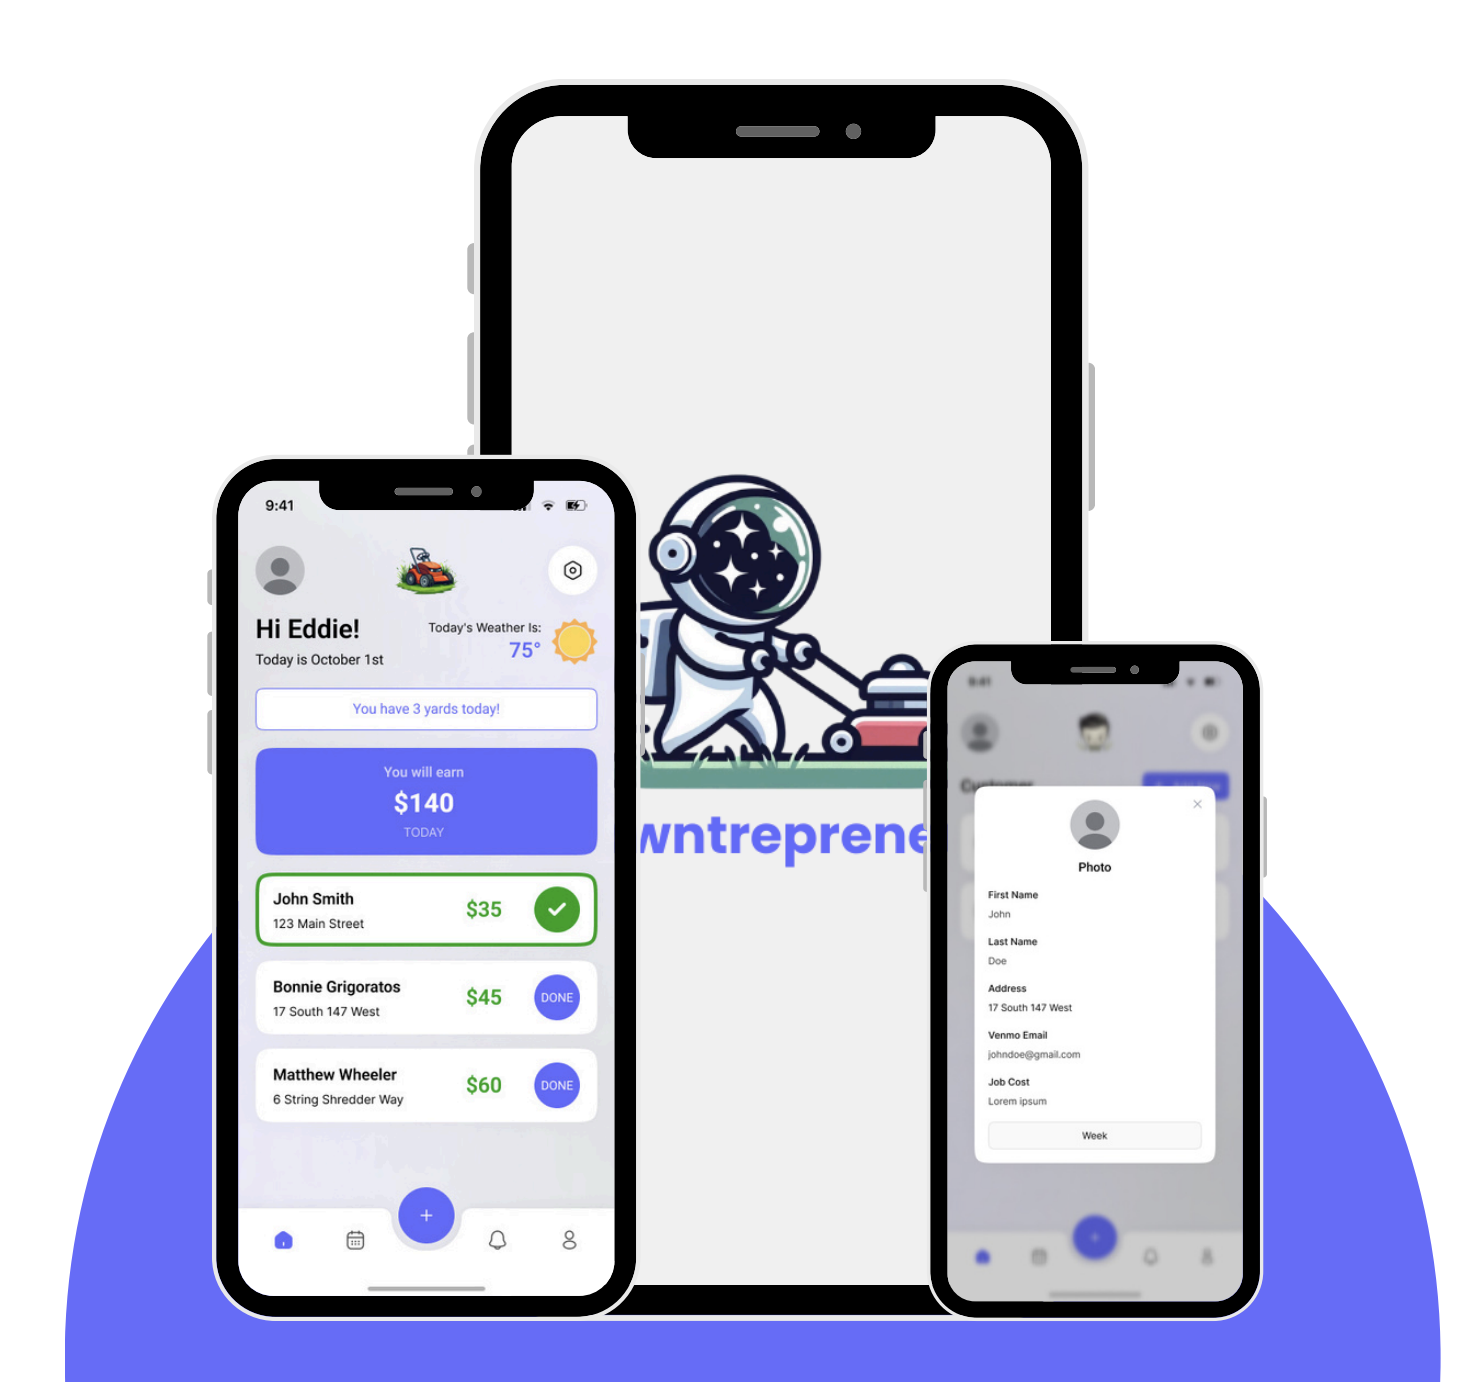 9:41
Hi Eddie!
Today is October 1st
Today's Weather Is:
75°
You have 3 yards today!
You will earn
$140
TODAY
John Smith
123 Main Street
$35
Bonnie Grigoratos
17 South 147 West
$45
DONE
Matthew Wheeler
6 String Shredder Way
$60
DONE
wntreprene
9:41
Customer
Photo
First Name
John
Last Name
Doe
Address
17 South 147 West
Venmo Email
johndoe@gmail.com
Job Cost
Lorem ipsum
Week